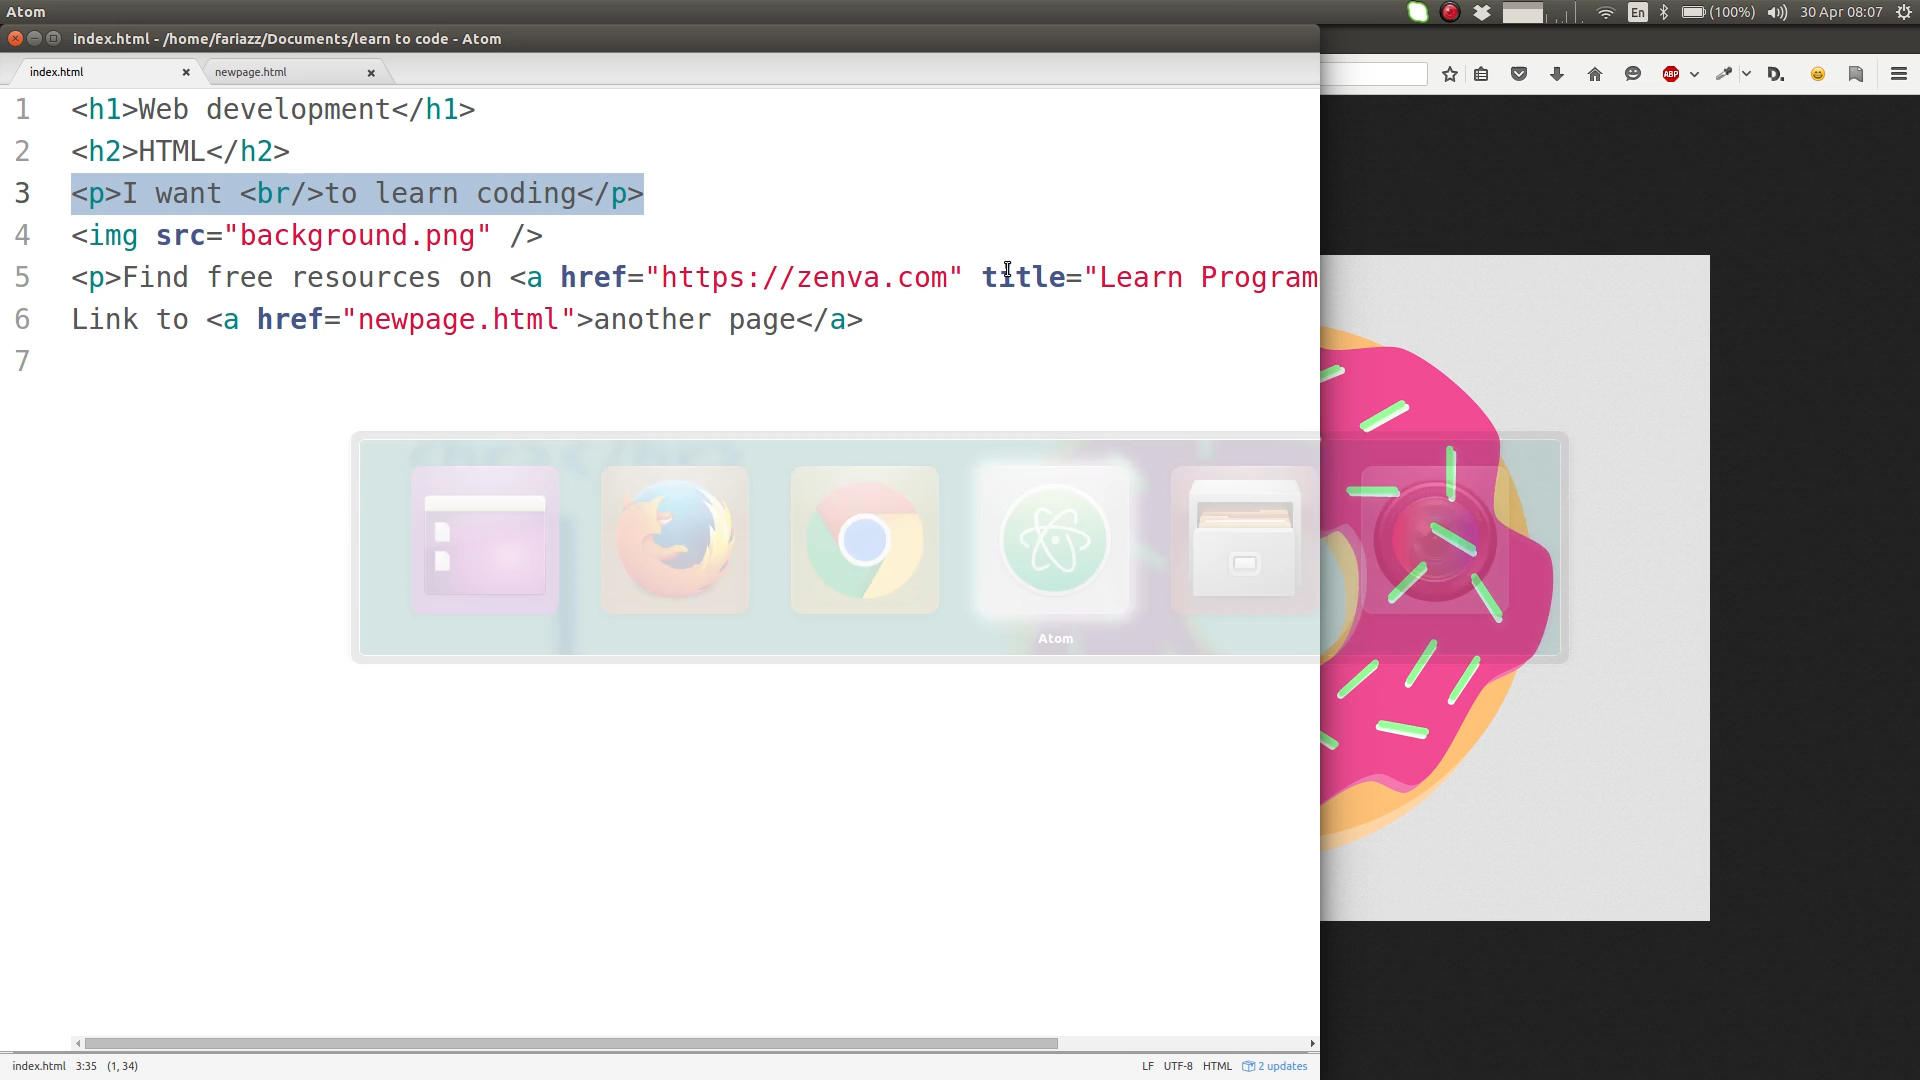 Atom
En
(100%)
30 Apr 08:07
index.html - /home/fariazz/Documents/learn to code - Atom
index.html
newpage.html
ABP
D.
1 <h1>Web development</h1>
2 <h2>HTML</h2>
3 <p>I want <br/>to learn coding</p>
4 <img src="background.png" />
5 <p>Find free resources on <a href="https://zenva.com" title="Learn Program
6 Link to <a href="newpage.html">another page</a>
7
Atom
index.html 3:35 (1, 34)
LF UTF-8 HTML 2 updates